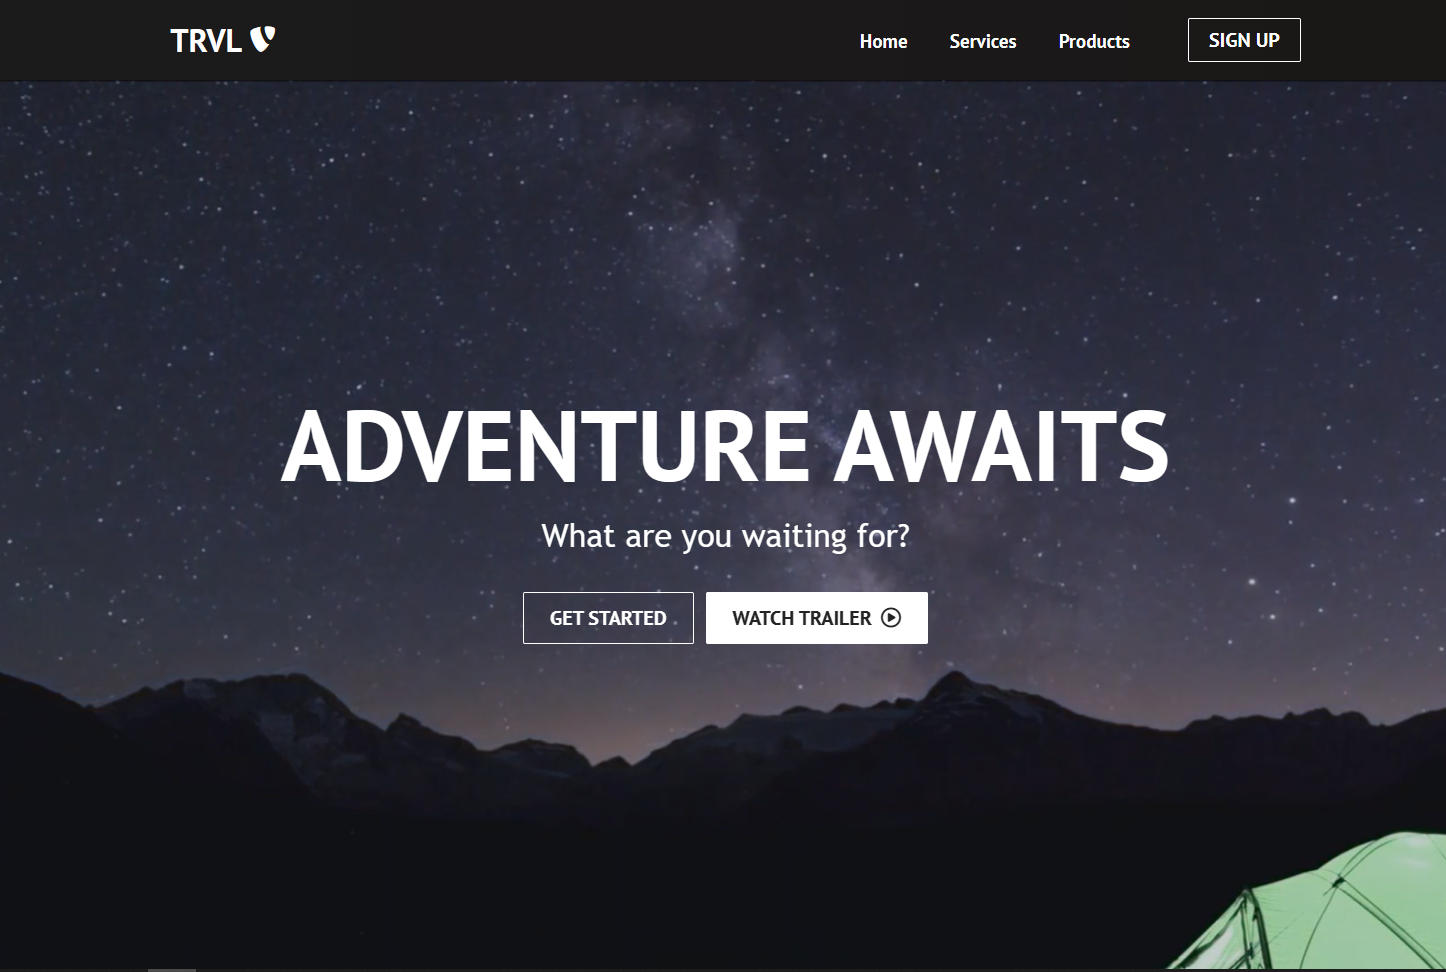 TRVL
Home Services Products SIGN UP
ADVENTURE AWAITS
What are you waiting for?
GET STARTED WATCH TRAILER